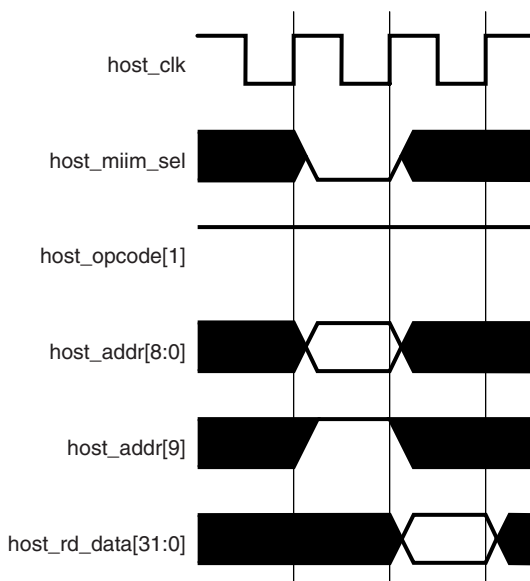 host_clk
host_miim_sel
host_opcode[1]
host_addr[8:0]
host_addr[9]
host_rd_data[31:0]